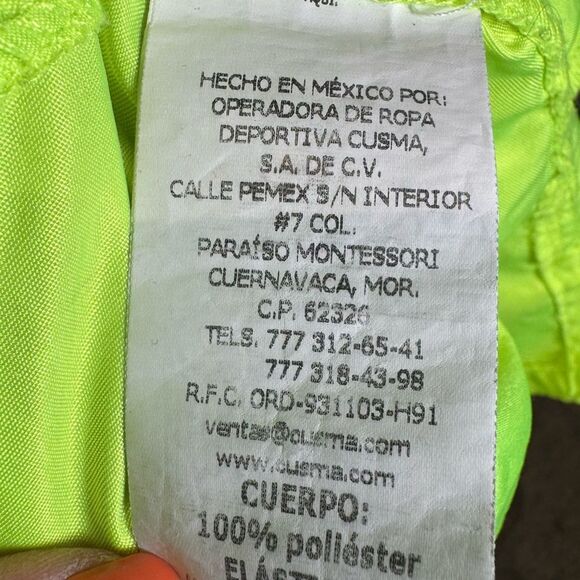 AQUÍ.
HECHO EN MÉXICO POR:
OPERADORA DE ROPA
DEPORTIVA CUSMA,
S.A. DE C.V.
CALLE PEMEX S/N INTERIOR
#7 COL.
PARAÍSO MONTESSORI
CUERNAVACA, MOR.
C.P. 62326
TELS. 777 312-65-41
777 318-43-98
R.F.C. ORD-931103-H91
ventas@cusma.com
www.cusma.com
CUERPO:
100% poliéster